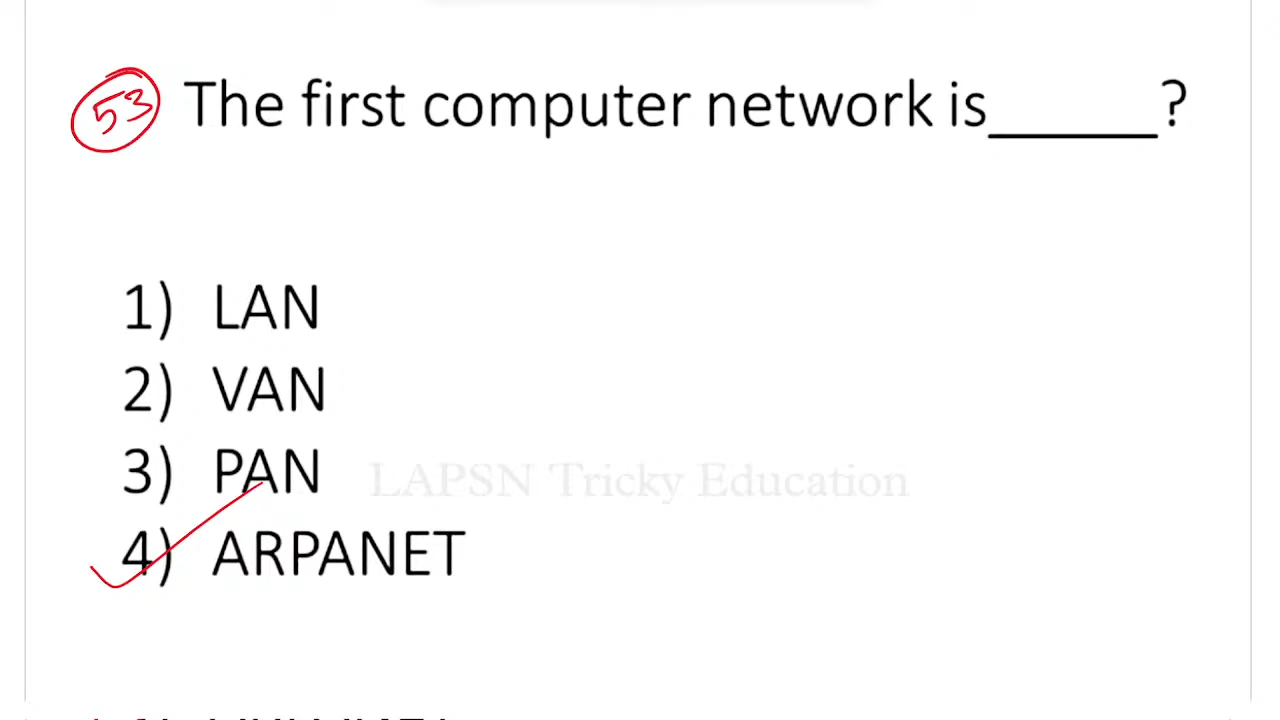 53 The first computer network is______?
1) LAN
2) VAN
3) PAN
LAPSN Tricky Education
4) ARPANET